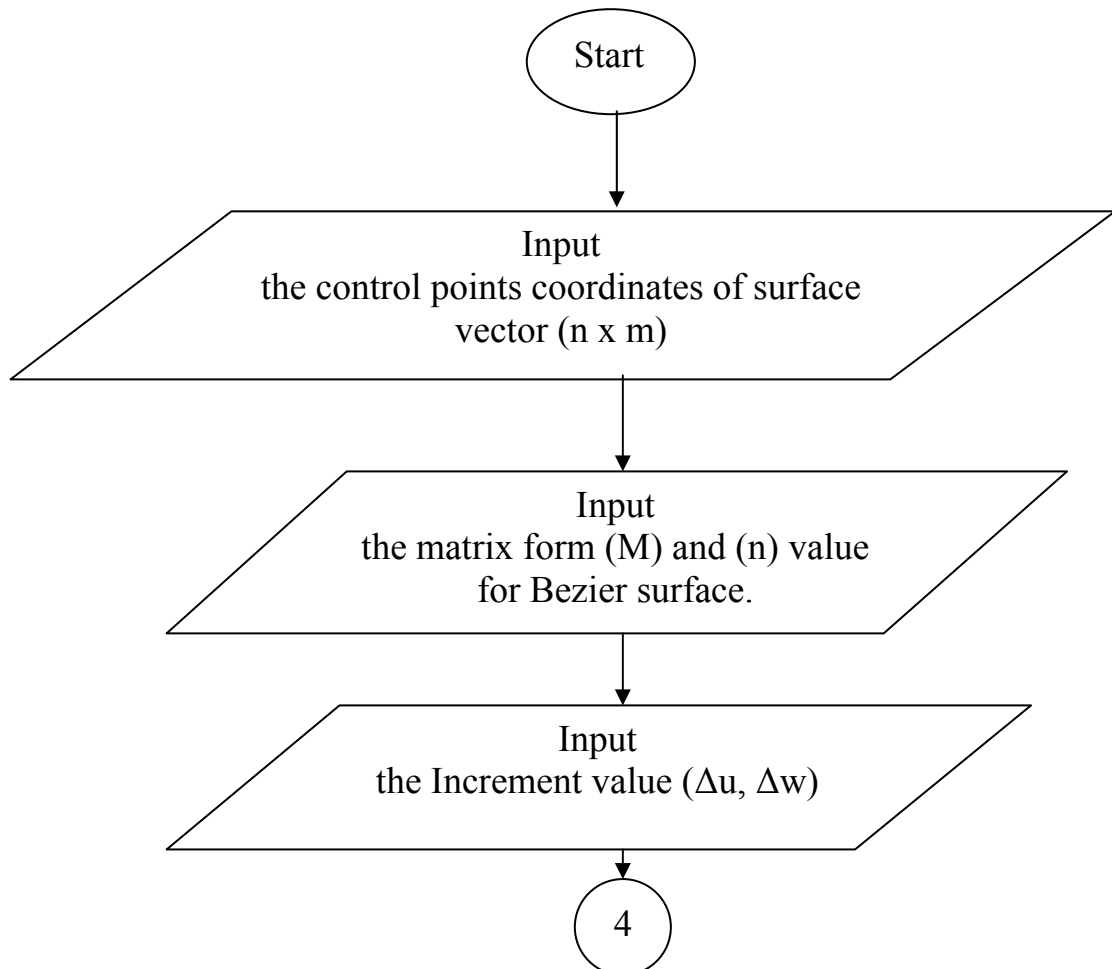 Start
Input
the control points coordinates of surface
vector (n x m)
Input
the matrix form (M) and (n) value
for Bezier surface.
Input
the Increment value (Δu, Δw)
4